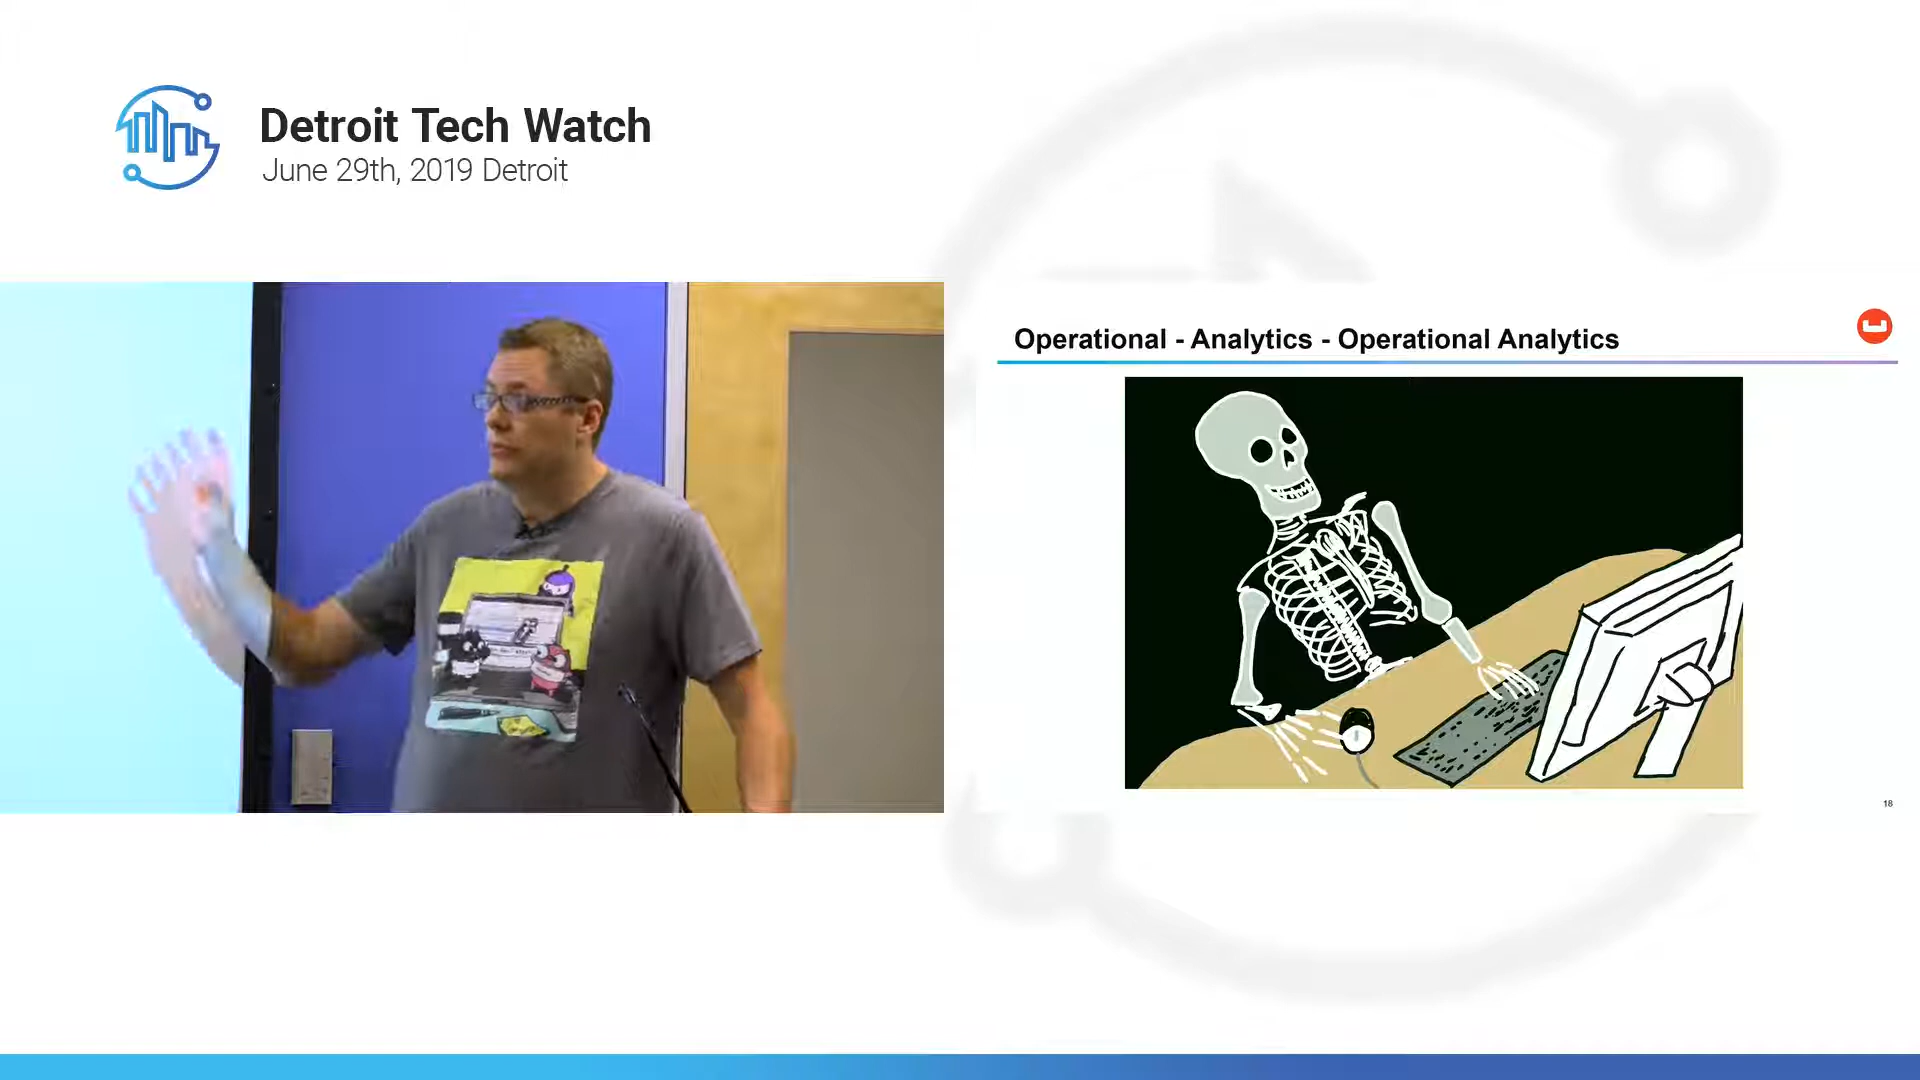 Detroit Tech Watch
June 29th, 2019 Detroit
Operational - Analytics - Operational Analytics
18